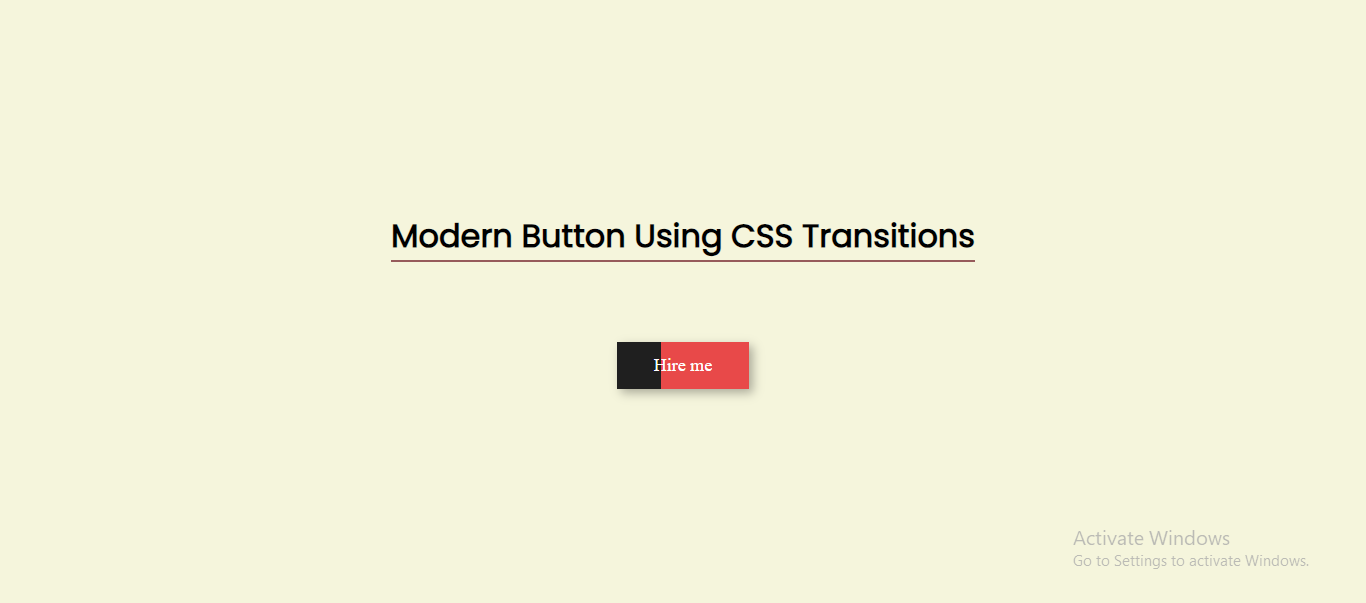 Modern Button Using CSS Transitions
Hire me
Activate Windows
Go to Settings to activate Windows.